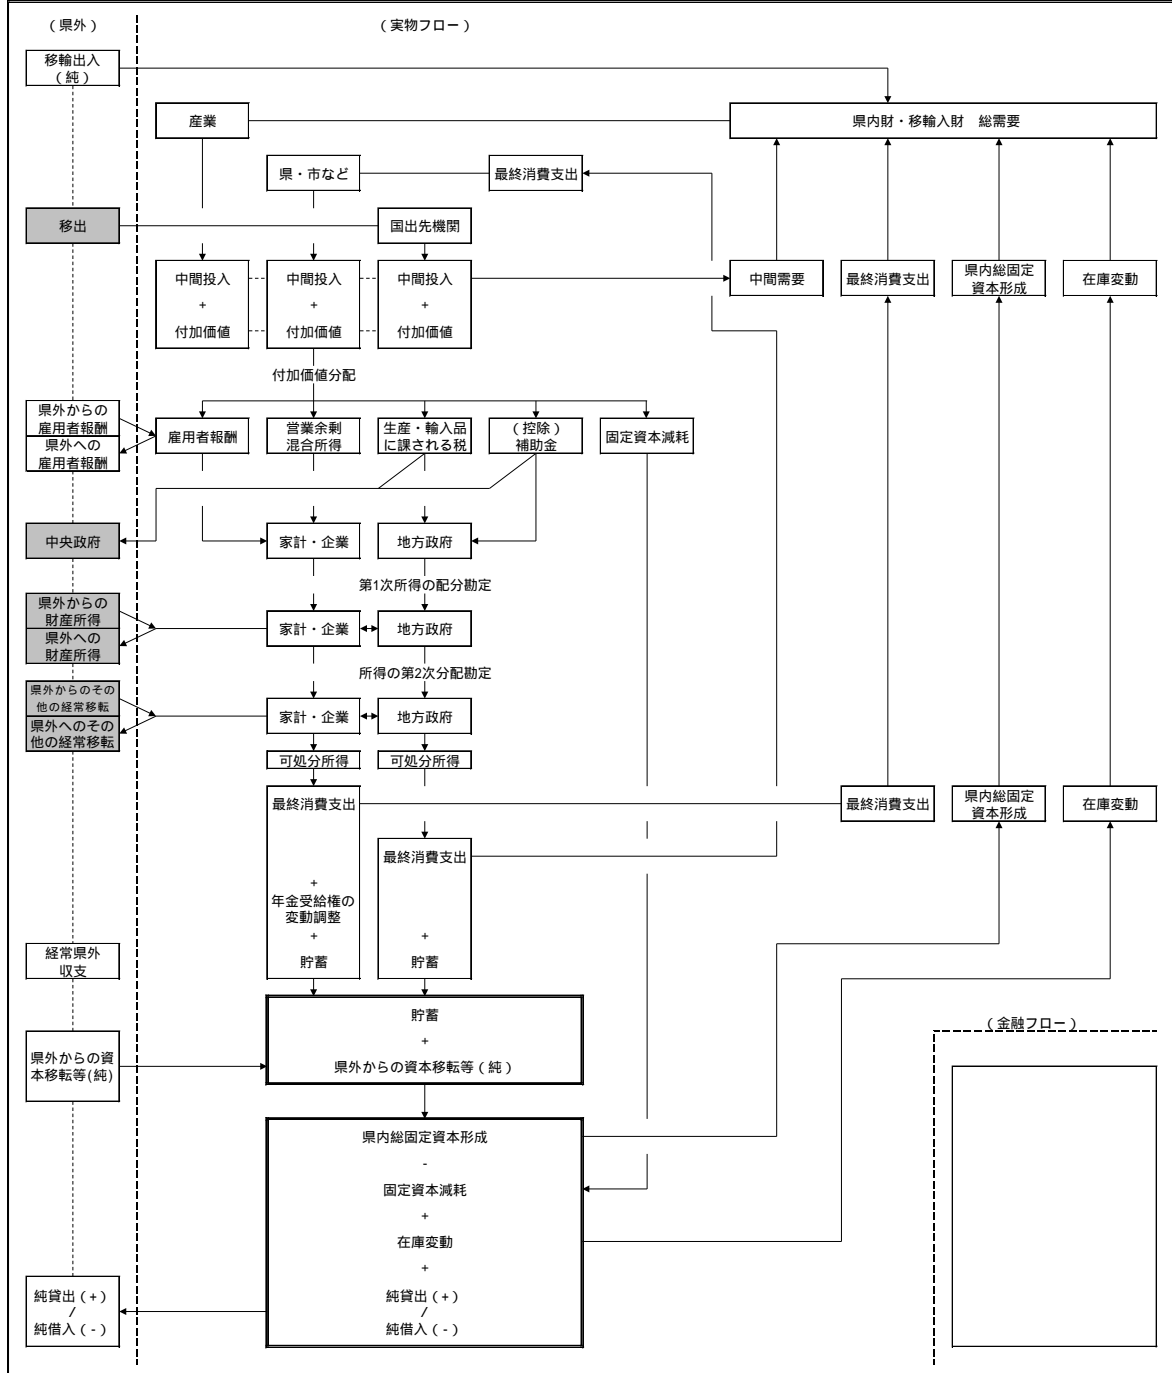 （県外）
（実物フロー）
移輸出入
（純）
産業
県内財・移輸入財　総需要
県・市など
最終消費支出
移出
国出先機関
中間投入
+
付加価値
中間投入
+
付加価値
中間投入
+
付加価値
中間需要
最終消費支出
県内総固定
資本形成
在庫変動
付加価値分配
県外からの
雇用者報酬
県外への
雇用者報酬
雇用者報酬
営業余剰
混合所得
生産・輸入品
に課される税
（控除）
補助金
固定資本減耗
中央政府
家計・企業
地方政府
第1次所得の配分勘定
県外からの
財産所得
県外への
財産所得
家計・企業
地方政府
所得の第2次分配勘定
県外からのその
他の経常移転
県外へのその
他の経常移転
家計・企業
地方政府
可処分所得
可処分所得
最終消費支出
+
年金受給権の
変動調整
+
貯蓄
最終消費支出
+
貯蓄
最終消費支出
県内総固定
資本形成
在庫変動
経常県外
収支
貯蓄
+
県外からの資本移転等（純）
県外からの資
本移転等(純)
（金融フロー）
県内総固定資本形成
-
固定資本減耗
+
在庫変動
+
純貸出（+）
/
純借入（-）
純貸出（+）
/
純借入（-）